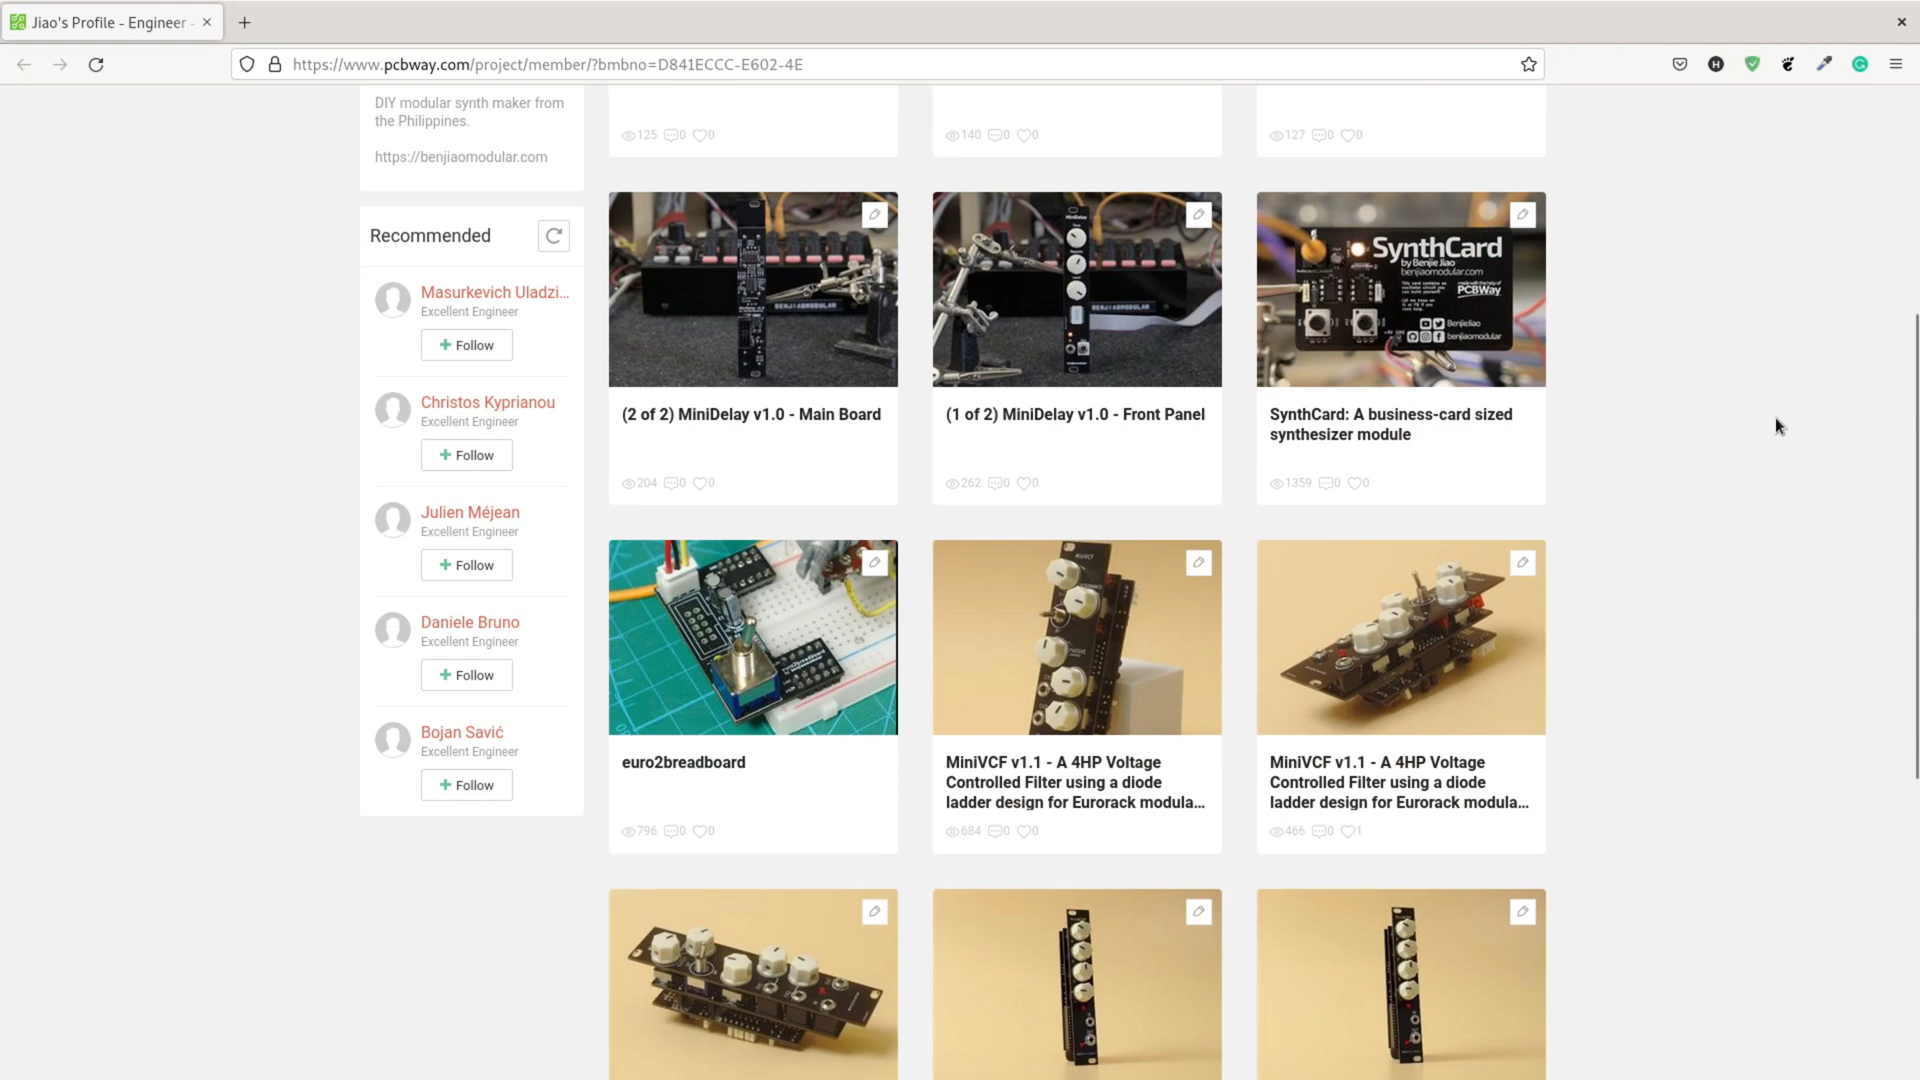 Jiao's Profile - Engineer -
https://www.pcbway.com/project/member/?bmbno=D841ECCC-E602-4E
DIY modular synth maker from
the Philippines.
https://benjiaomodular.com
125 0 0
140 0 0
127 0 0
Recommended
Masurkevich Uladzi...
Excellent Engineer
+ Follow
Christos Kyprianou
Excellent Engineer
+ Follow
Julien Méjean
Excellent Engineer
+ Follow
Daniele Bruno
Excellent Engineer
+ Follow
Bojan Savić
Excellent Engineer
+ Follow
BENJIAOMODULAR
(2 of 2) MiniDelay v1.0 - Main Board
204 0 0
MiniDelay
BENJIAOMODULAR
(1 of 2) MiniDelay v1.0 - Front Panel
262 0 0
SynthCard
by Benjie Jiao
benjiaomodular.com
PCBWay
BenjieJiao
benjiaomodular
SynthCard: A business-card sized
synthesizer module
1359 0 0
euro2breadboard
796 0 0
MiniVCF
MiniVCF v1.1 - A 4HP Voltage
Controlled Filter using a diode
ladder design for Eurorack modula...
684 0 0
MiniVCF v1.1 - A 4HP Voltage
Controlled Filter using a diode
ladder design for Eurorack modula...
466 0 1